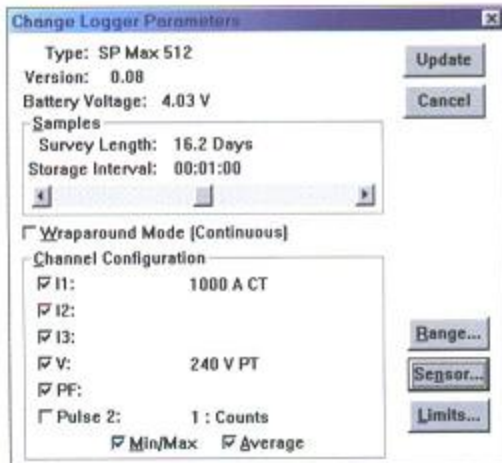 Change Logger Parameters
Type: SP Max 512
Version: 0.08
Battery Voltage: 4.03 V
Update
Cancel
Samples
Survey Length: 16.2 Days
Storage Interval: 00:01:00
Wraparound Mode (Continuous)
Channel Configuration
I1: 1000 A CT
I2:
I3:
V: 240 V PT
PF:
Pulse 2: 1 : Counts
Min/Max Average
Range...
Sensor...
Limits...